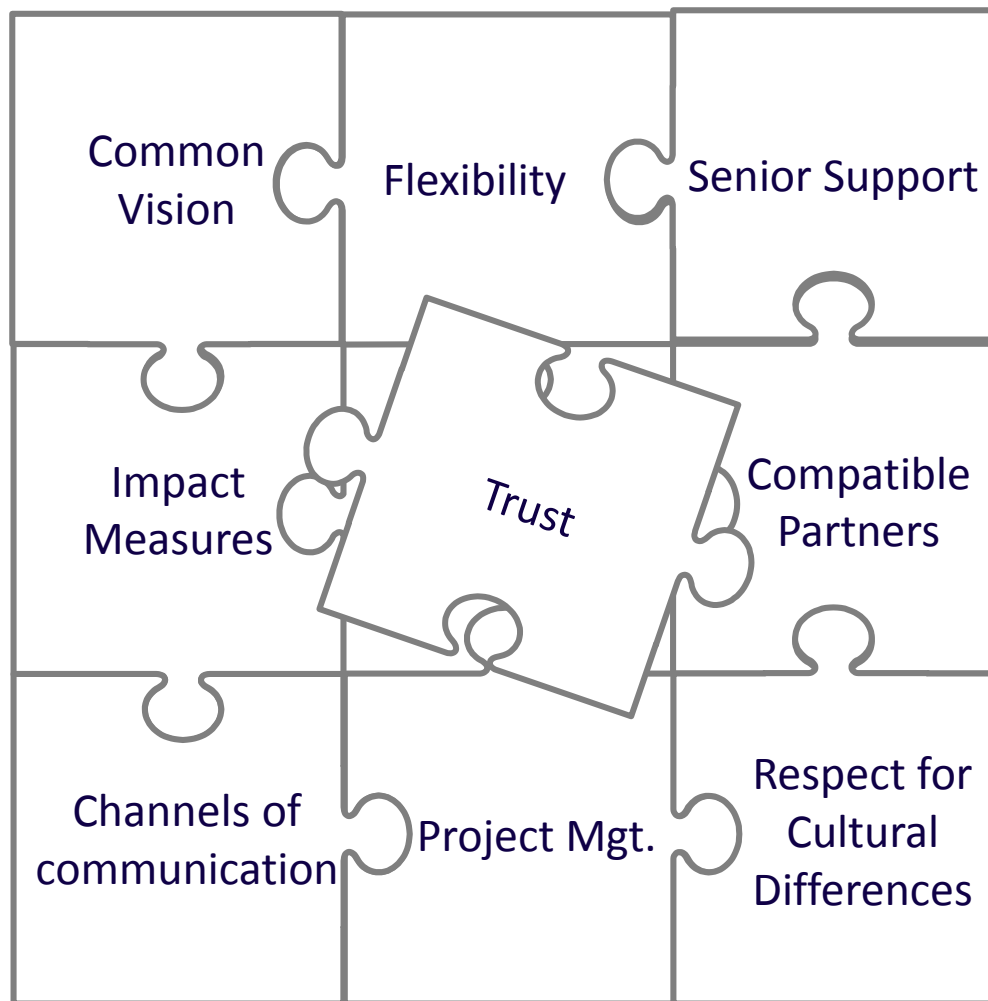 Common
Vision
Flexibility
Senior Support
Impact
Measures
Trust
Compatible
Partners
Channels of
communication
Project Mgt.
Respect for
Cultural
Differences